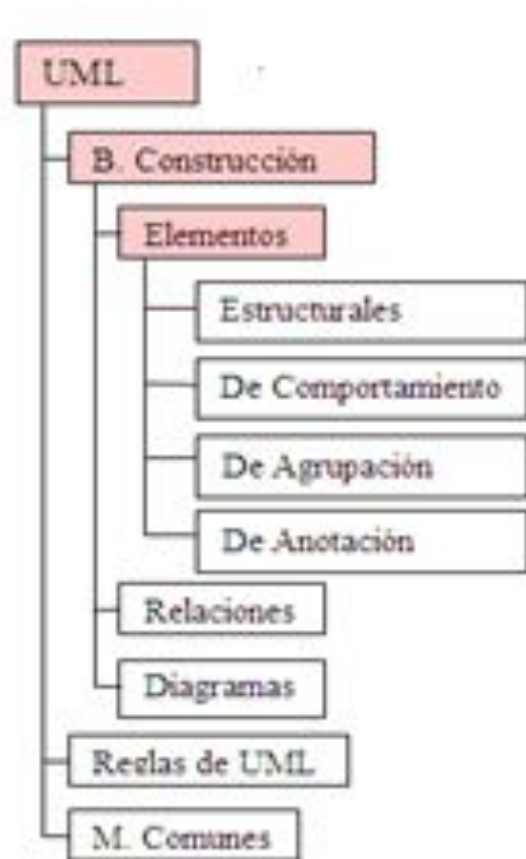 UML
B. Construcción
Elementos
Estructurales
De Comportamiento
De Agrupación
De Anotación
Relaciones
Diagramas
Reglas de UML
M. Comunes